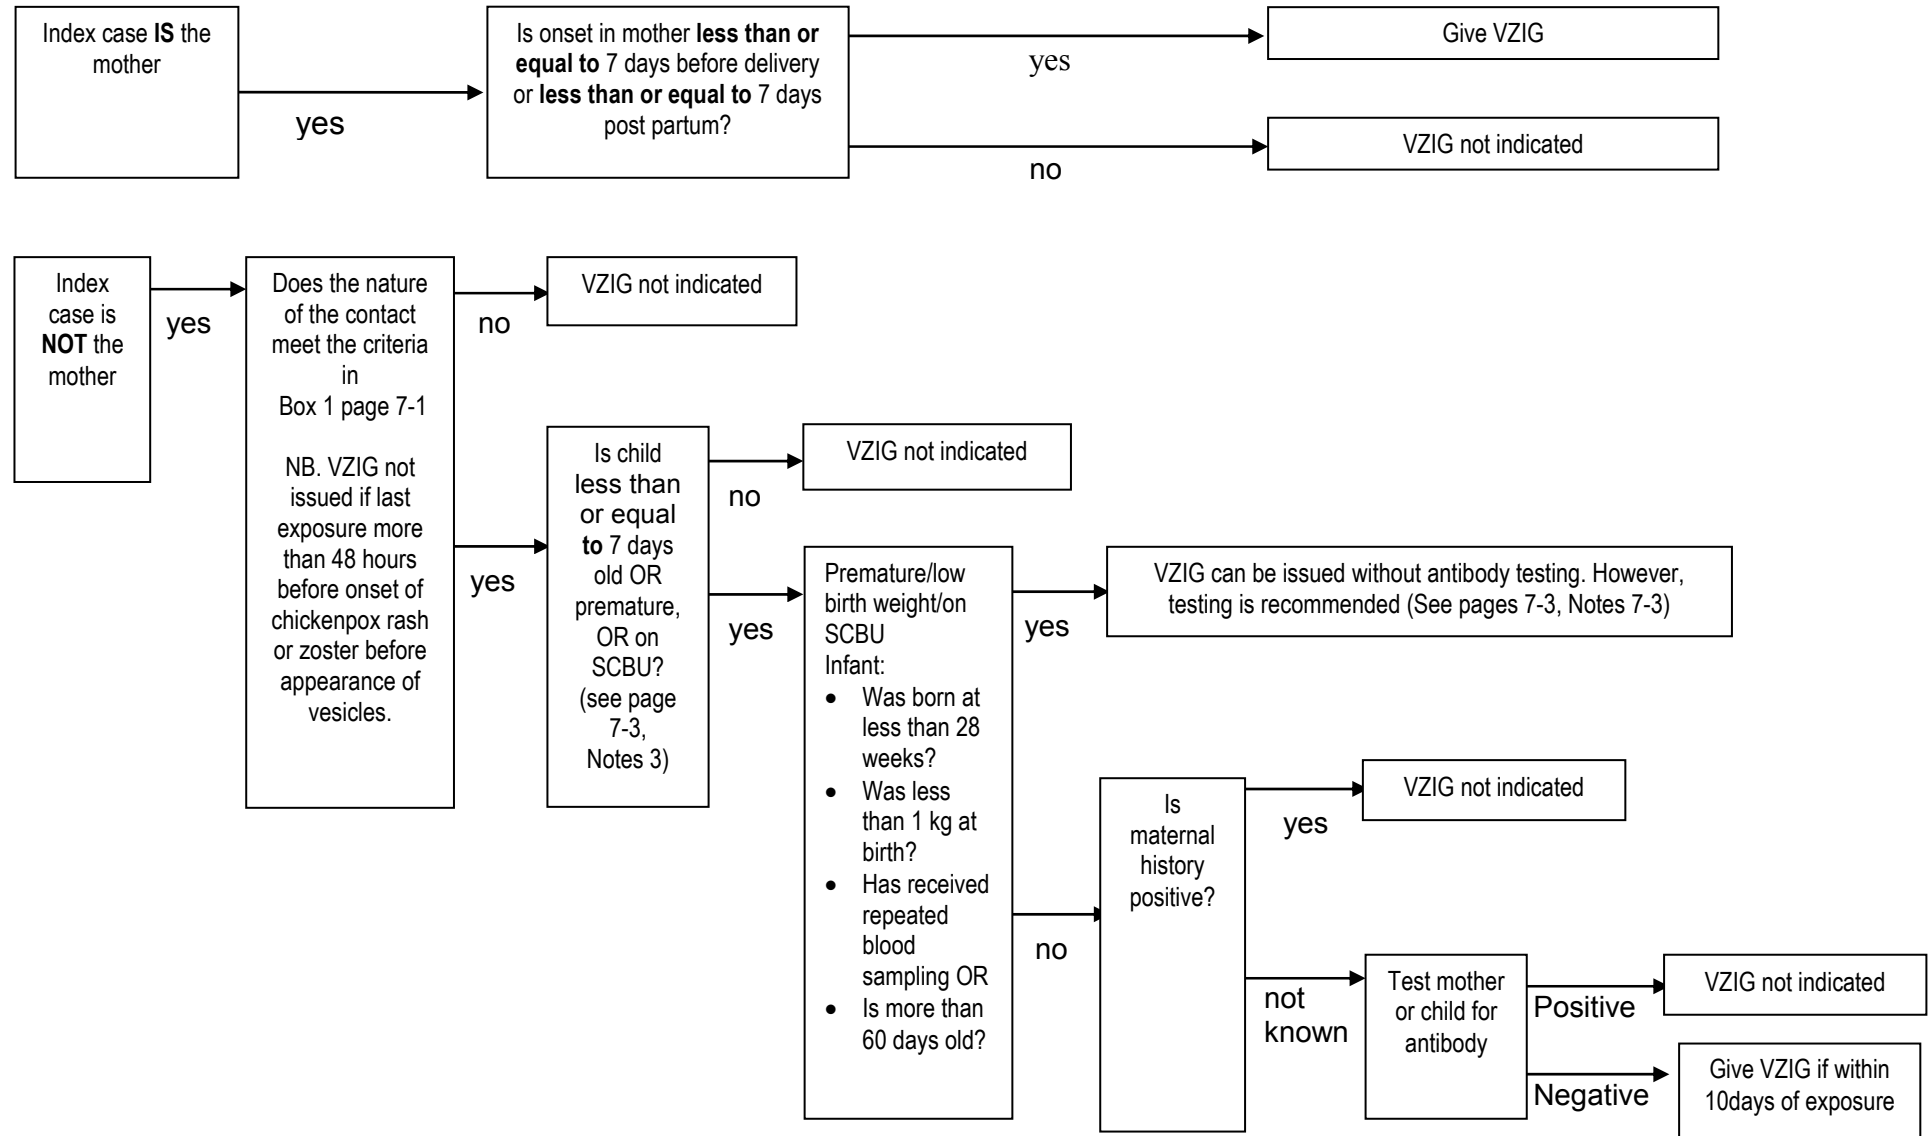 Index case IS the
mother
yes
Is onset in mother less than or
equal to 7 days before delivery
or less than or equal to 7 days
post partum?
yes
Give VZIG
no
VZIG not indicated
Index
case is
NOT the
mother
yes
Does the nature
of the contact
meet the criteria
in
Box 1 page 7-1
NB. VZIG not
issued if last
exposure more
than 48 hours
before onset of
chickenpox rash
or zoster before
appearance of
vesicles.
no
VZIG not indicated
yes
Is child
less than
or equal
to 7 days
old OR
premature,
OR on
SCBU?
(see page
7-3,
Notes 3)
no
VZIG not indicated
yes
Premature/low
birth weight/on
SCBU
Infant:
• Was born at
less than 28
weeks?
• Was less
than 1 kg at
birth?
• Has received
repeated
blood
sampling OR
• Is more than
60 days old?
yes
VZIG can be issued without antibody testing. However,
testing is recommended (See pages 7-3, Notes 7-3)
no
Is
maternal
history
positive?
yes
VZIG not indicated
not
known
Test mother
or child for
antibody
Positive
VZIG not indicated
Negative
Give VZIG if within
10days of exposure